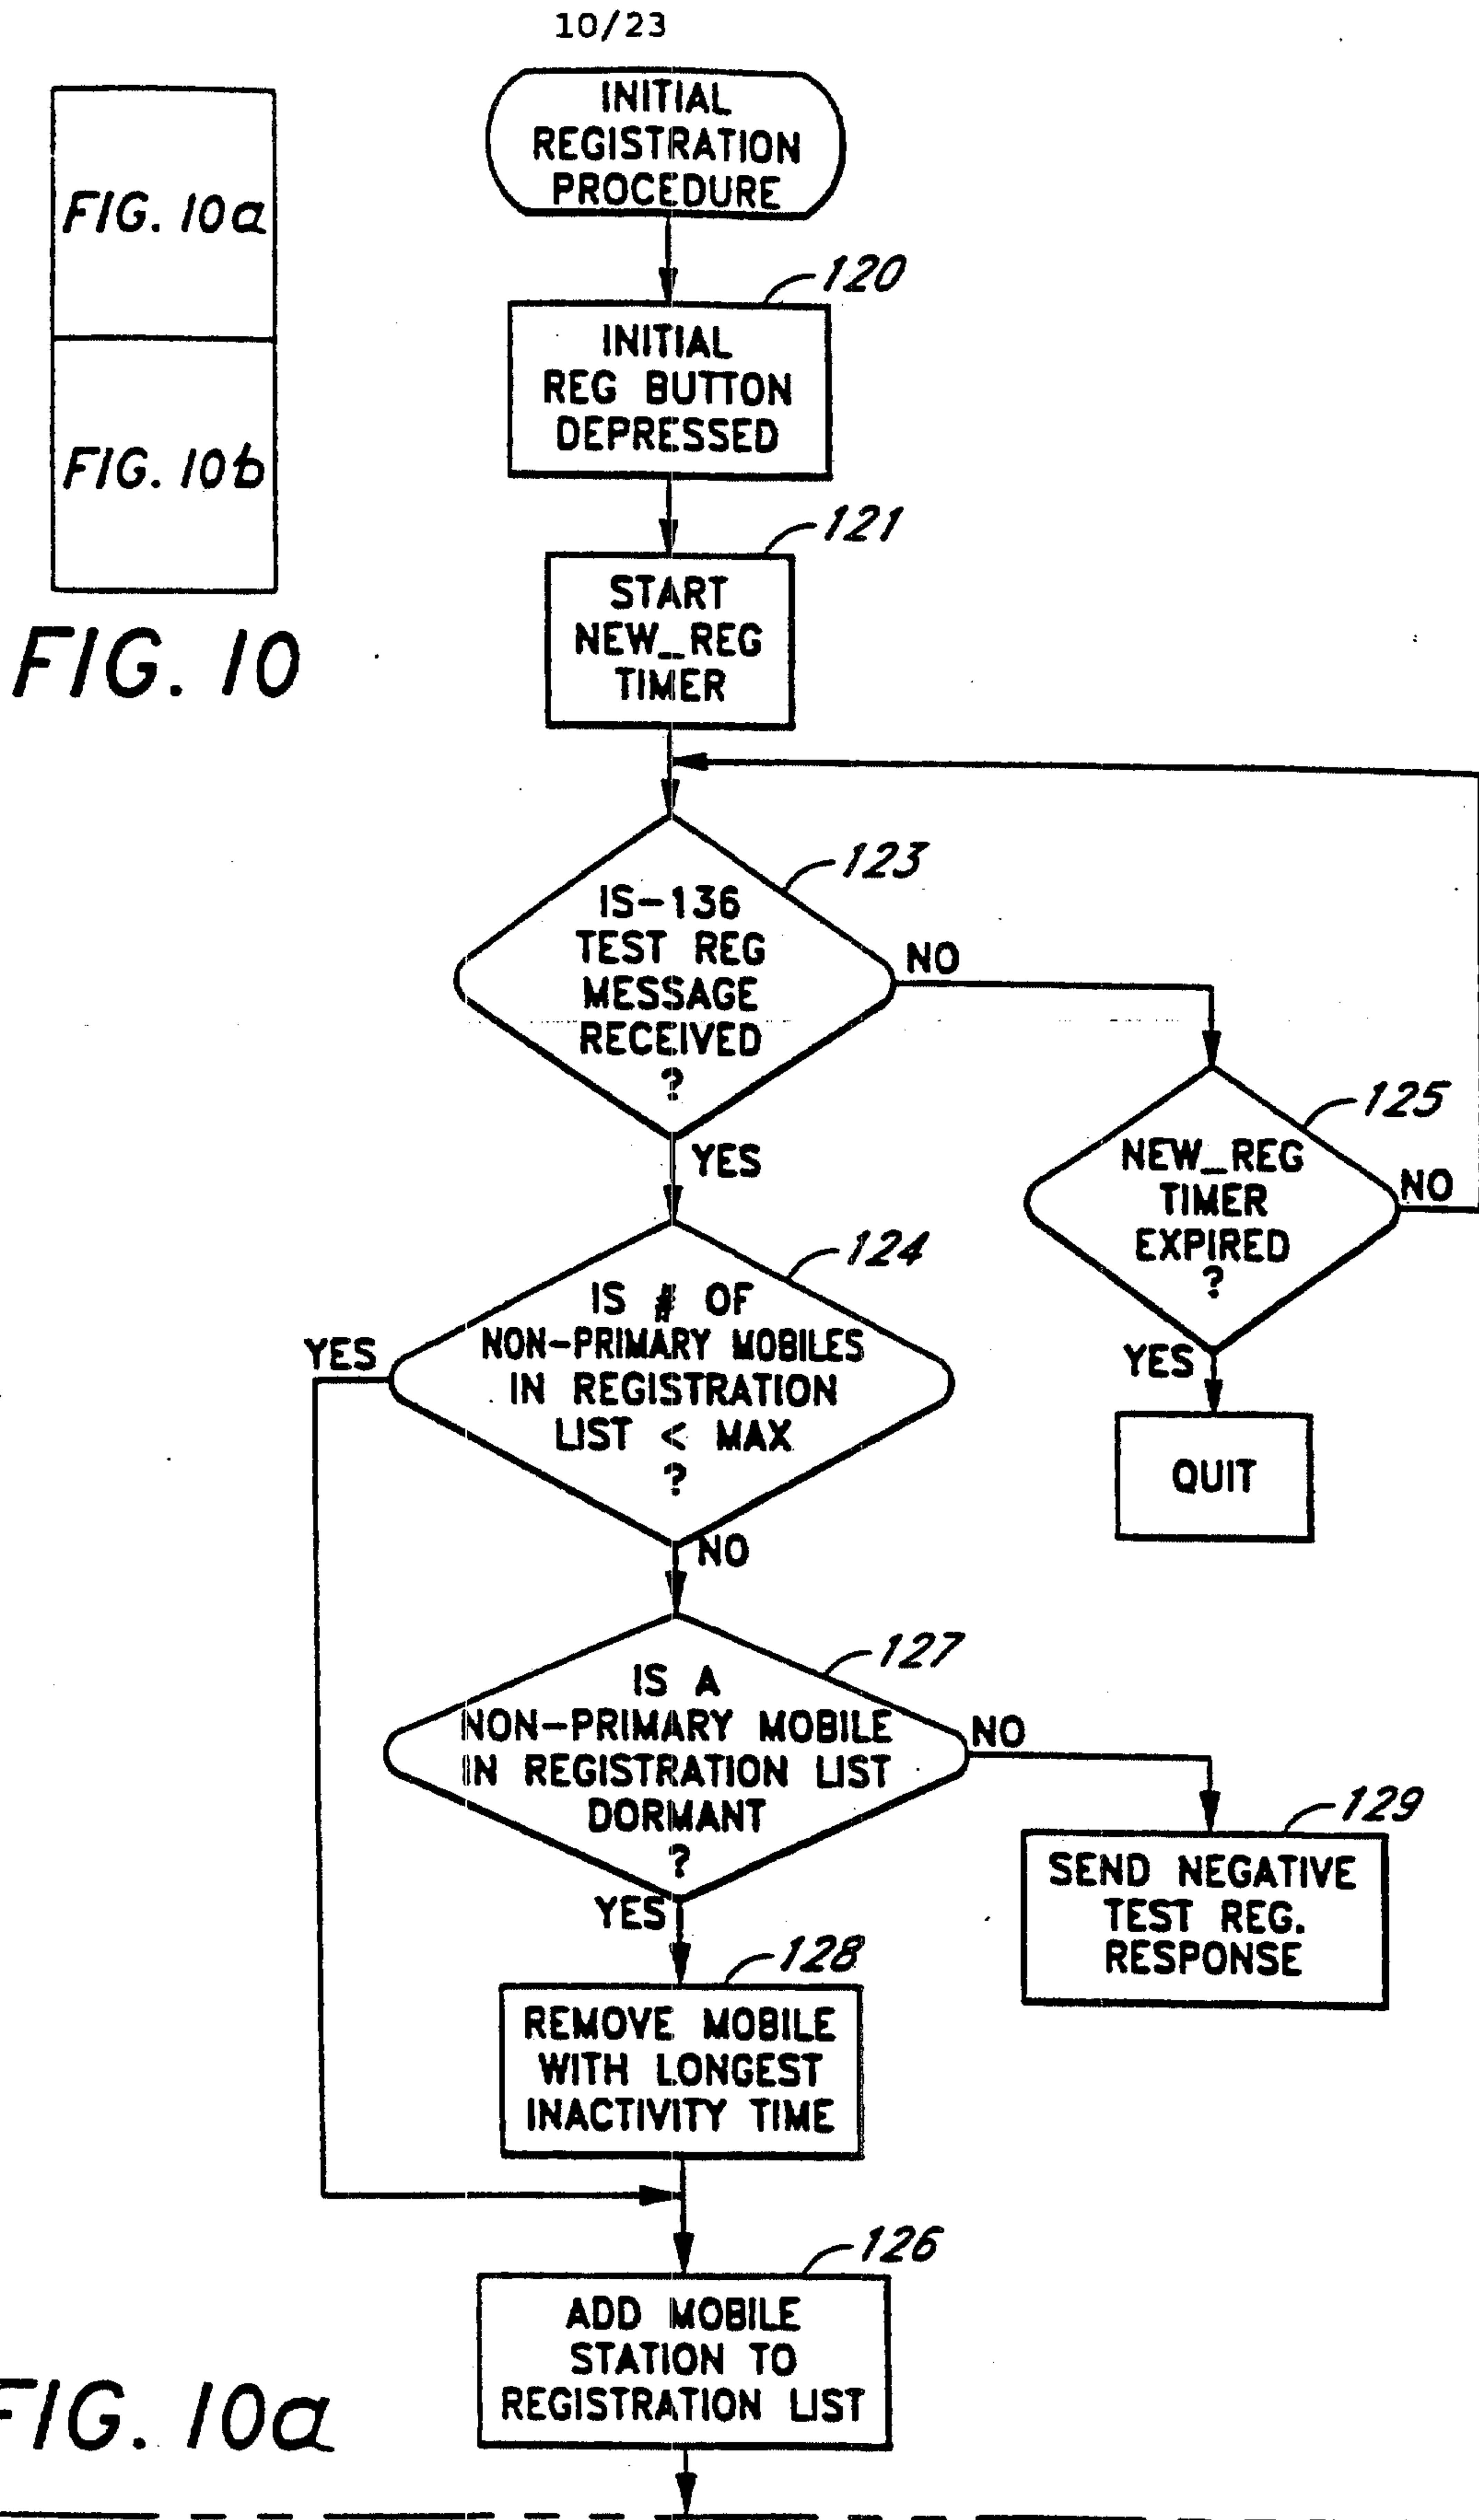 10/23
INITIAL
REGISTRATION
PROCEDURE
FIG. 10a
FIG. 10b
FIG. 10
120
INITIAL
REG BUTTON
DEPRESSED
121
START
NEW_REG
TIMER
123
IS-136
TEST REG
MESSAGE
RECEIVED
?
NO
YES
125
NEW_REG
TIMER
EXPIRED
?
NO
YES
QUIT
124
IS # OF
NON-PRIMARY MOBILES
IN REGISTRATION
LIST < MAX
?
YES
NO
127
IS A
NON-PRIMARY MOBILE
IN REGISTRATION LIST
DORMANT
?
NO
YES
129
SEND NEGATIVE
TEST REG.
RESPONSE
128
REMOVE MOBILE
WITH LONGEST
INACTIVITY TIME
126
ADD MOBILE
STATION TO
REGISTRATION LIST
FIG. 10a